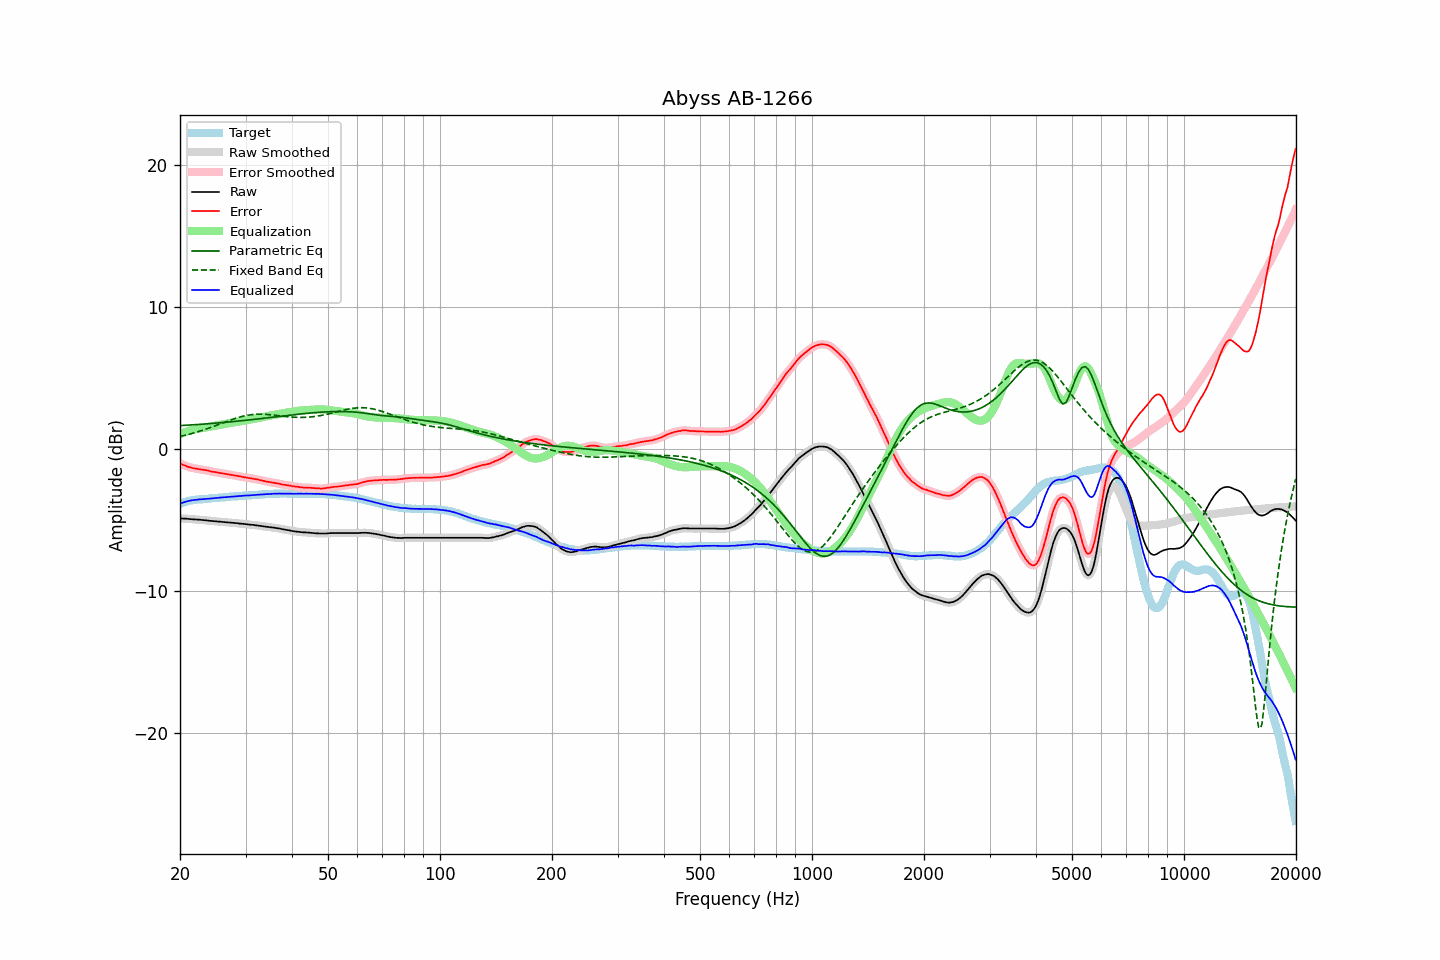 Abyss AB-1266
Target
Raw Smoothed
Error Smoothed
Raw
Error
Equalization
Parametric Eq
Fixed Band Eq
Equalized
20
10
0
−10
−20
Amplitude (dBr)
20 50 100 200 500 1000 2000 5000 10000 20000
Frequency (Hz)